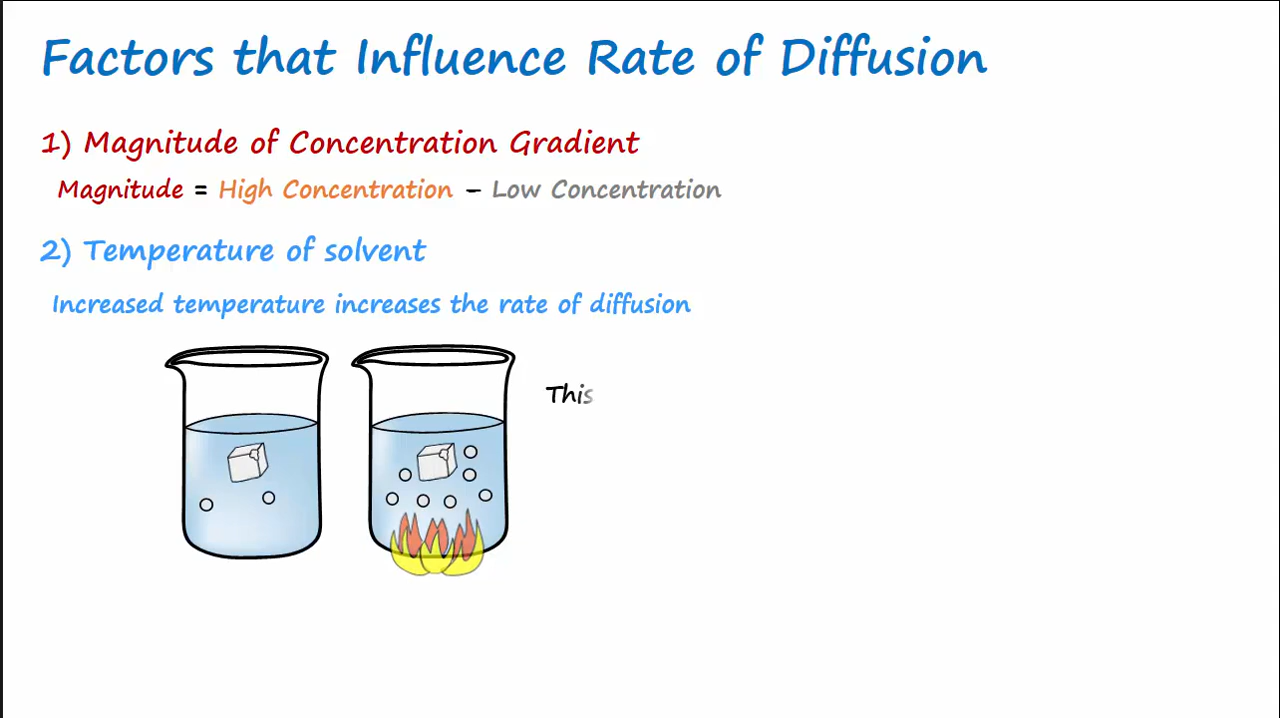 Factors that Influence Rate of Diffusion
1) Magnitude of Concentration Gradient
Magnitude = High Concentration – Low Concentration
2) Temperature of solvent
Increased temperature increases the rate of diffusion
This